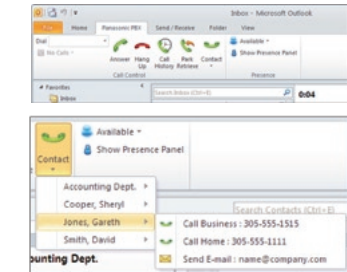 Inbox - Microsoft Outlook
File Home Panasonic PBX Send / Receive Folder View
Dial
No Calls
Answer
Hang Up
Call History
Park Retrieve
Contact
Call Control
Available
Show Presence Panel
Presence
Favorites
Inbox
Search Inbox (Ctrl+E)
0:04
Contact
Available
Show Presence Panel
Accounting Dept.
Cooper, Sheryl
Jones, Gareth
Smith, David
Search Contacts (Ctrl+E)
Call Business : 305-555-1515
Call Home : 305-555-1111
Send E-mail : name@company.com
ounting Dept.